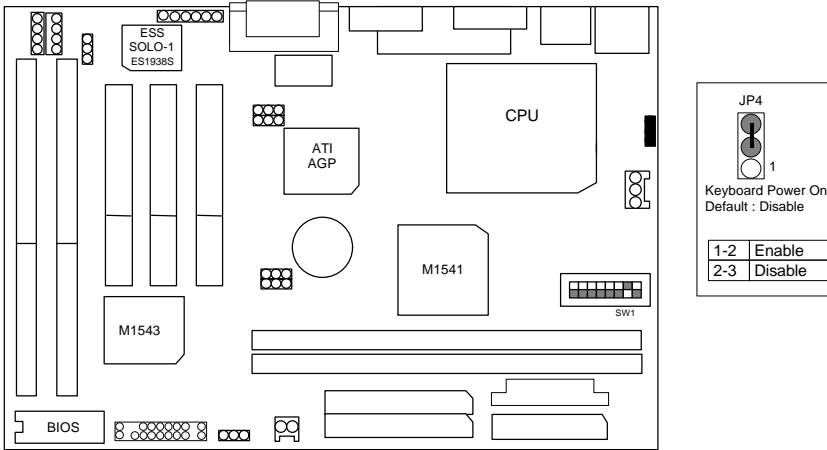 ESS
SOLO-1
ES1938S
CPU
ATI
AGP
M1541
M1543
SW1
BIOS
JP4
1
Keyboard Power On
Default : Disable
1-2 Enable
2-3 Disable